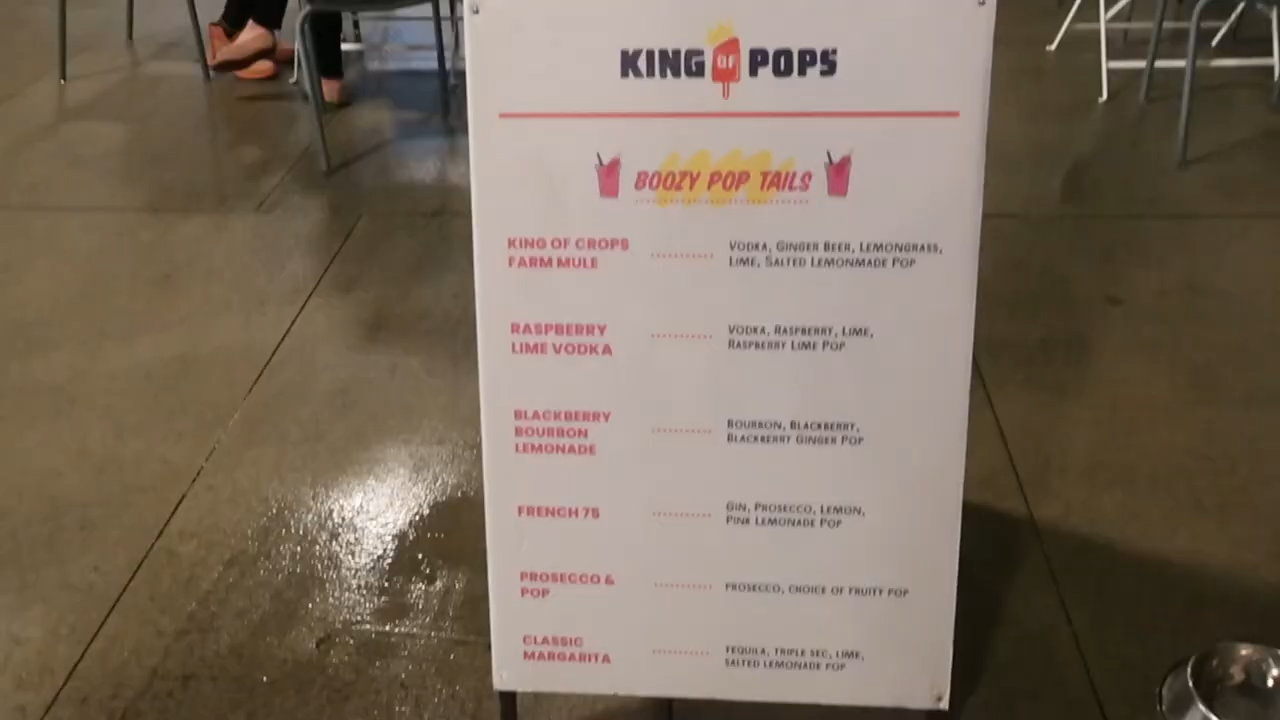 KING OF POPS
BOOZY POP TAILS
KING OF CROPS
FARM MULE
VODKA, GINGER BEER, LEMONGRASS,
LIME, SALTED LEMONMADE POP
RASPBERRY
LIME VODKA
VODKA, RASPBERRY, LIME,
RASPBERRY LIME POP
BLACKBERRY
BOURBON
LEMONADE
BOURBON, BLACKBERRY,
BLACKBERRY GINGER POP
FRENCH 75
GIN, PROSECCO, LEMON,
PINK LEMONADE POP
PROSECCO &
POP
PROSECCO, CHOICE OF FRUITY POP
CLASSIC
MARGARITA
TEQUILA, TRIPLE SEC, LIME,
SALTED LEMONADE POP